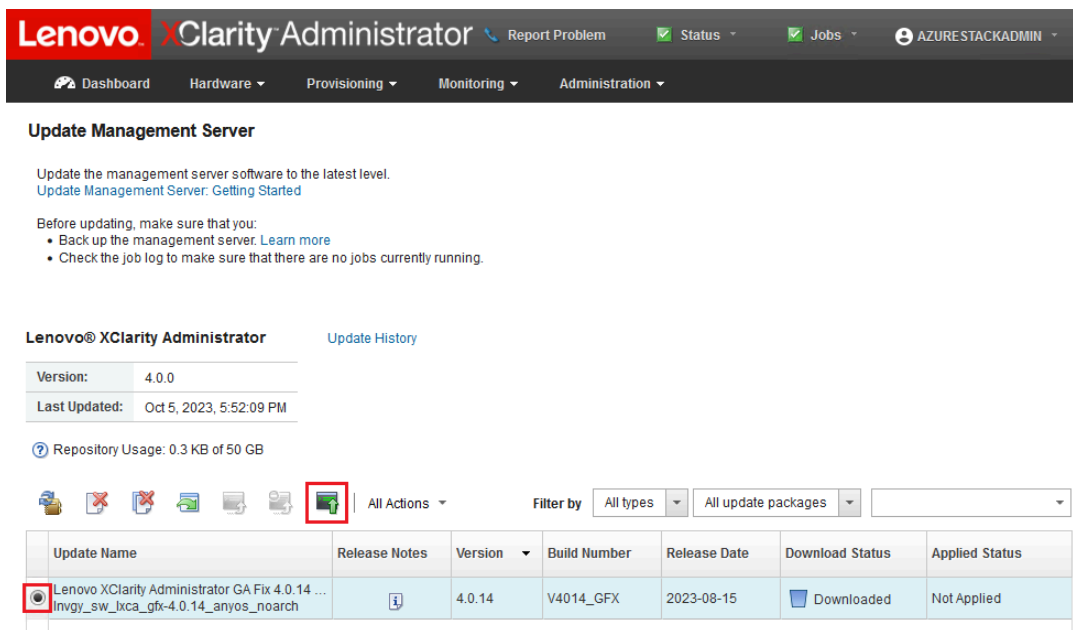 Lenovo. XClarity Administrator Report Problem Status Jobs AZURESTACKADMIN
Dashboard Hardware Provisioning Monitoring Administration
Update Management Server
Update the management server software to the latest level.
Update Management Server: Getting Started
Before updating, make sure that you:
• Back up the management server. Learn more
• Check the job log to make sure that there are no jobs currently running.
Lenovo® XClarity Administrator Update History
Version: 4.0.0
Last Updated: Oct 5, 2023, 5:52:09 PM
Repository Usage: 0.3 KB of 50 GB
All Actions Filter by All types All update packages
Update Name Release Notes Version Build Number Release Date Download Status Applied Status
Lenovo XClarity Administrator GA Fix 4.0.14 ...
lnvgy_sw_lxca_gfx-4.0.14_anyos_noarch 4.0.14 V4014_GFX 2023-08-15 Downloaded Not Applied